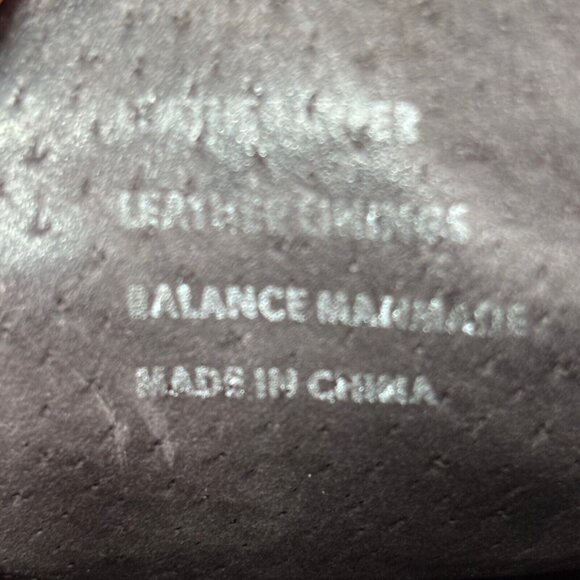 LEATHER UPPER
LEATHER LININGS
BALANCE MANMADE
MADE IN CHINA